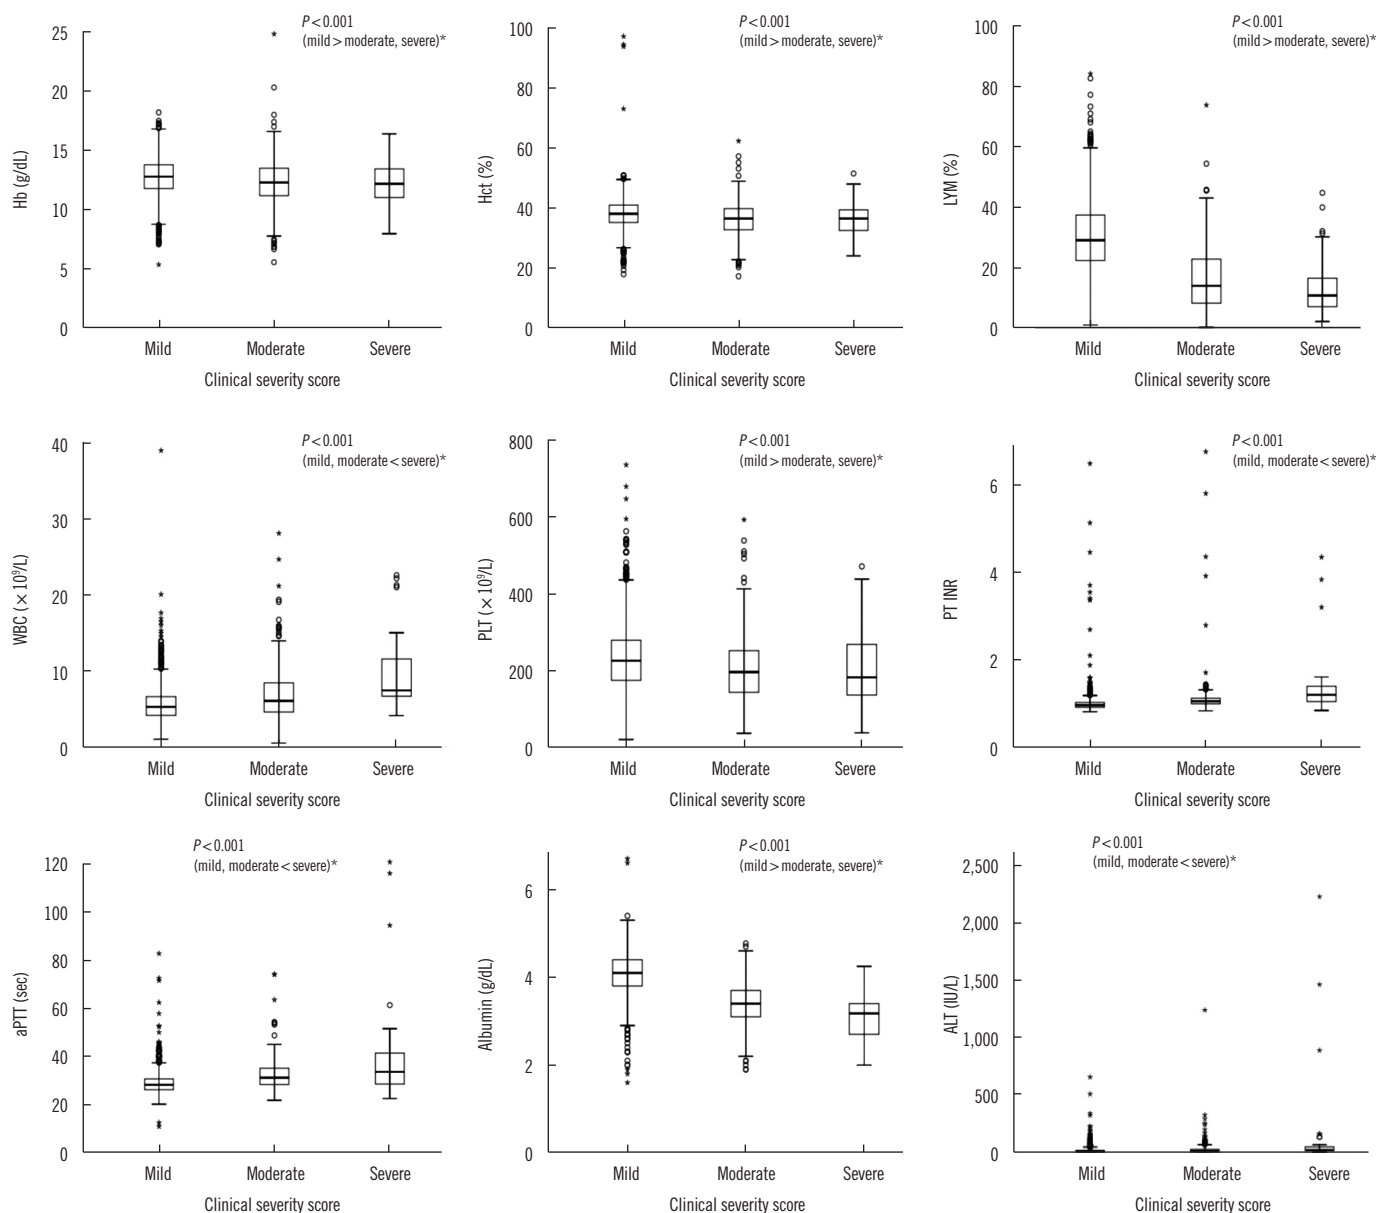 P<0.001
(mild>moderate, severe)*
25
20
15
10
5
0
Hb (g/dL)
Mild Moderate Severe
Clinical severity score
P<0.001
(mild>moderate, severe)*
100
80
60
40
20
0
Hct (%)
Mild Moderate Severe
Clinical severity score
P<0.001
(mild>moderate, severe)*
100
80
60
40
20
0
LYM (%)
Mild Moderate Severe
Clinical severity score
P<0.001
(mild, moderate<severe)*
40
30
20
10
0
WBC (×10⁹/L)
Mild Moderate Severe
Clinical severity score
P<0.001
(mild>moderate, severe)*
800
600
400
200
0
PLT (×10⁹/L)
Mild Moderate Severe
Clinical severity score
P<0.001
(mild, moderate<severe)*
6
4
2
0
PT INR
Mild Moderate Severe
Clinical severity score
P<0.001
(mild, moderate<severe)*
120
100
80
60
40
20
0
aPTT (sec)
Mild Moderate Severe
Clinical severity score
P<0.001
(mild>moderate, severe)*
6
4
2
0
Albumin (g/dL)
Mild Moderate Severe
Clinical severity score
P<0.001
(mild, moderate<severe)*
2,500
2,000
1,500
1,000
500
0
ALT (IU/L)
Mild Moderate Severe
Clinical severity score